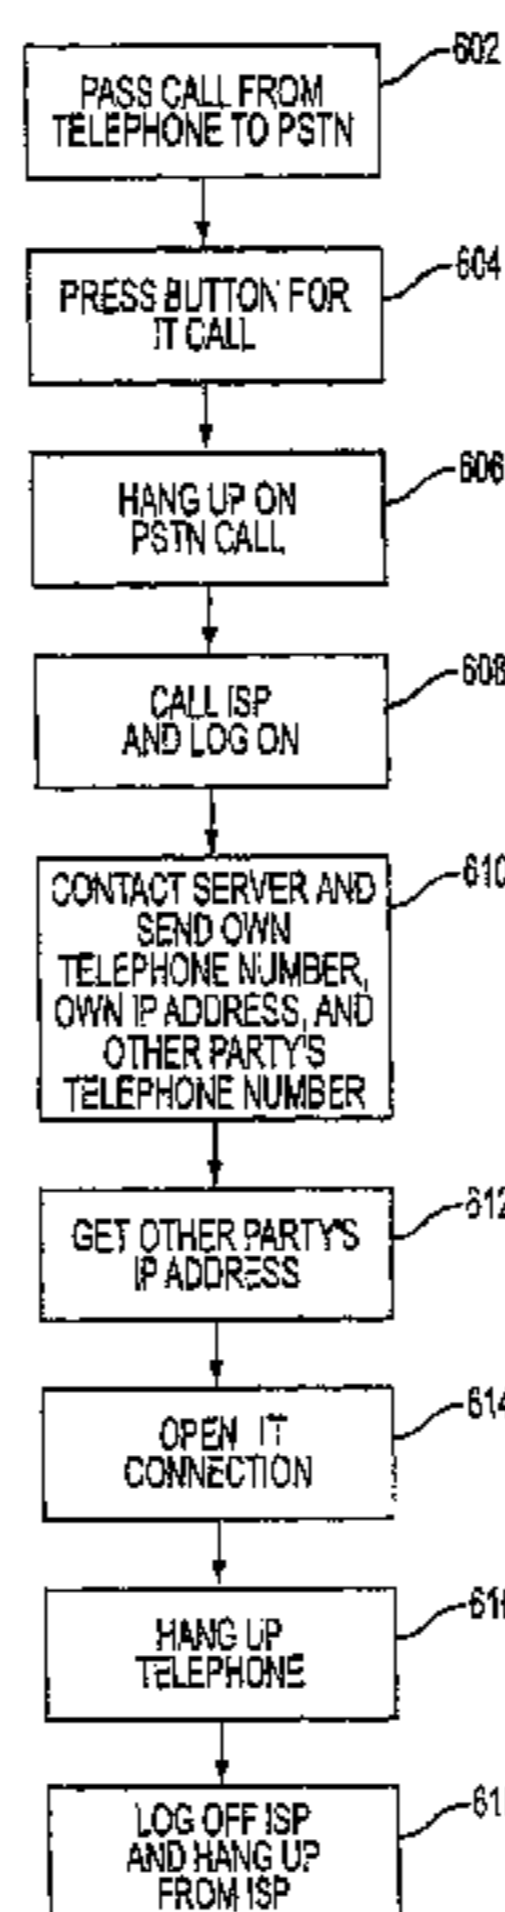 602
PASS CALL FROM
TELEPHONE TO PSTN
604
PRESS BUTTON FOR
IT CALL
606
HANG UP ON
PSTN CALL
608
CALL ISP
AND LOG ON
610
CONTACT SERVER AND
SEND OWN
TELEPHONE NUMBER,
OWN IP ADDRESS, AND
OTHER PARTY'S
TELEPHONE NUMBER
612
GET OTHER PARTY'S
IP ADDRESS
614
OPEN IT
CONNECTION
HANG UP
TELEPHONE
LOG OFF ISP
AND HANG UP
FROM ISP